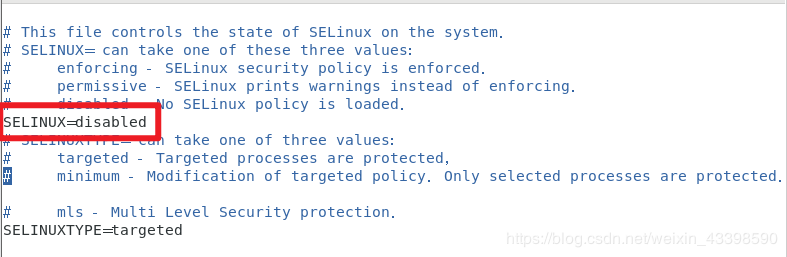 # This file controls the state of SELinux on the system.
# SELINUX= can take one of these three values:
#     enforcing - SELinux security policy is enforced.
#     permissive - SELinux prints warnings instead of enforcing.
#     disabled - No SELinux policy is loaded.
SELINUX=disabled
# SELINUXTYPE= can take one of three values:
#     targeted - Targeted processes are protected,
#     minimum - Modification of targeted policy. Only selected processes are protected.
#     mls - Multi Level Security protection.
SELINUXTYPE=targeted
https://blog.csdn.net/weixin_43398590